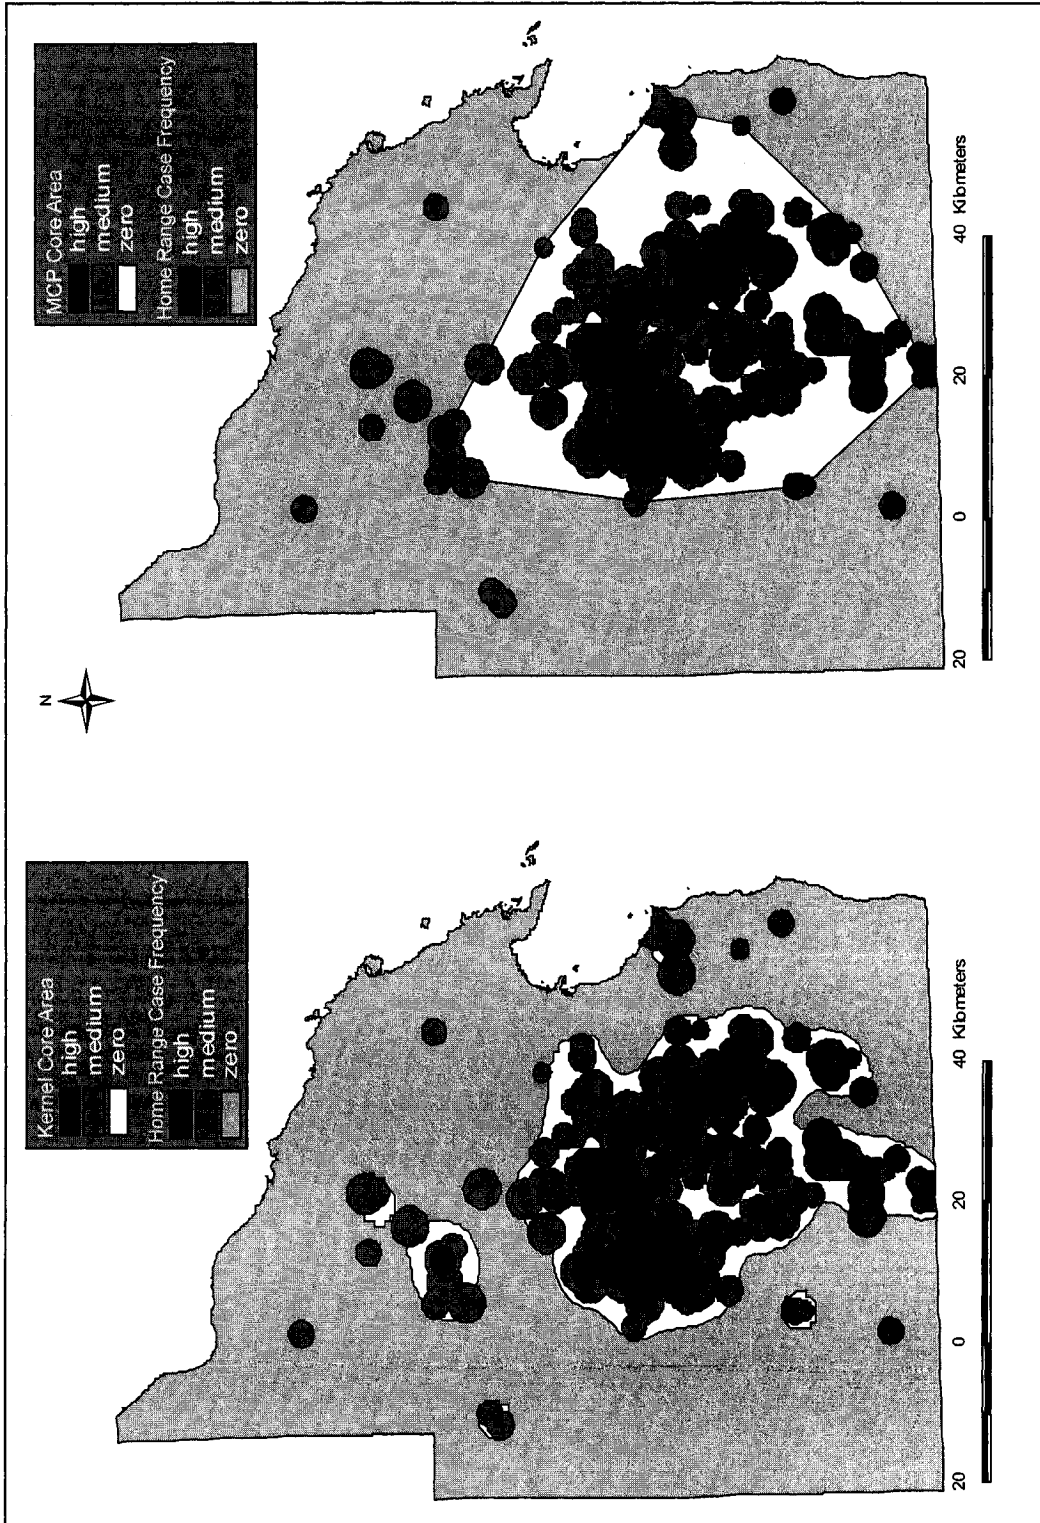 Kernel Core Area
high
medium
zero
Home Range Case Frequency
high
medium
zero
20 0 20 40 Kilometers
N
MCP Core Area
high
medium
zero
Home Range Case Frequency
high
medium
zero
20 0 20 40 Kilometers